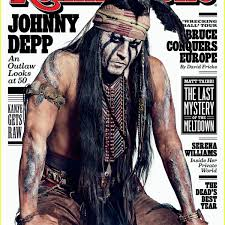 JOHNNY
DEPP
An
Outlaw
Looks
at 50
KANYE
GETS
RAW
'WRECKING
BALL' TOUR
BRUCE
CONQUERS
EUROPE
By David Fricke
MATT TAIBBI
THE LAST
MYSTERY
OF THE
MELTDOWN
SERENA
WILLIAMS
Inside Her
Private
World
THE
DEAD'S
BEST
YEAR